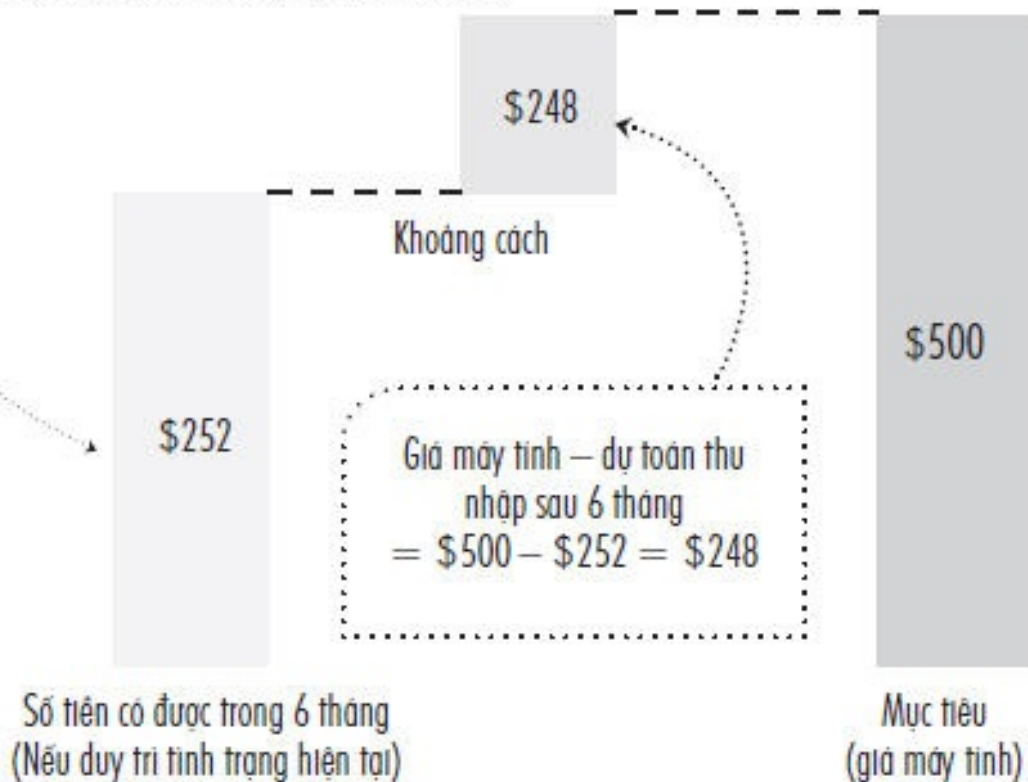 $248
Khoảng cách
$500
$252
Giá máy tính – dự toán thu
nhập sau 6 tháng
= $500 – $252 = $248
Số tiền có được trong 6 tháng
(Nếu duy trì tình trạng hiện tại)
Mục tiêu
(giá máy tính)